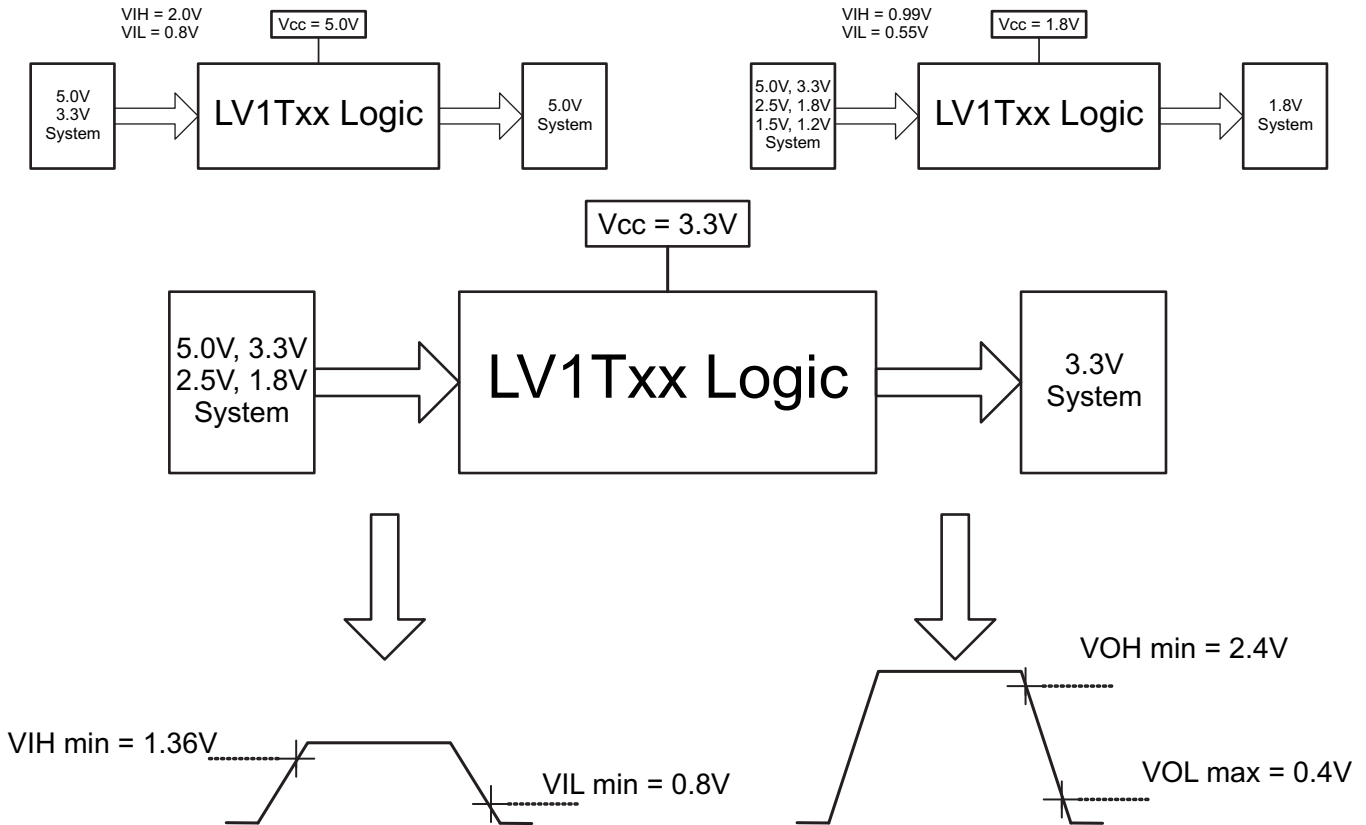 VIH = 2.0V
VIL = 0.8V
Vcc = 5.0V
5.0V
3.3V
System
LV1Txx Logic
5.0V
System
VIH = 0.99V
VIL = 0.55V
Vcc = 1.8V
5.0V, 3.3V
2.5V, 1.8V
1.5V, 1.2V
System
LV1Txx Logic
1.8V
System
Vcc = 3.3V
5.0V, 3.3V
2.5V, 1.8V
System
LV1Txx Logic
3.3V
System
VIH min = 1.36V
VIL min = 0.8V
VOH min = 2.4V
VOL max = 0.4V